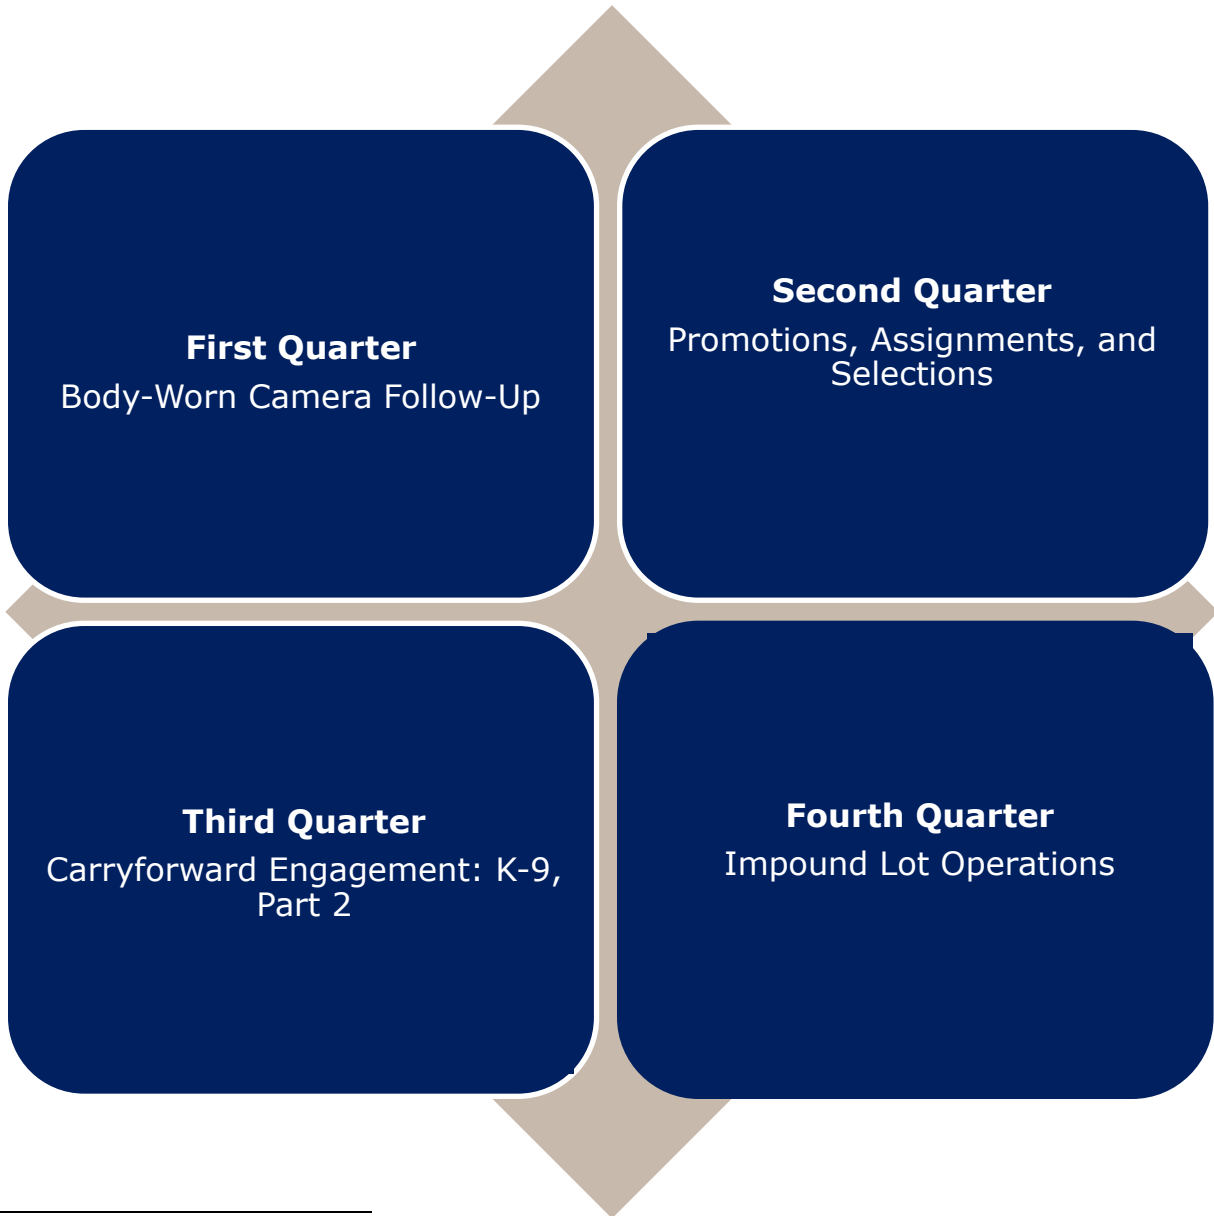 First Quarter
Body-Worn Camera Follow-Up
Second Quarter
Promotions, Assignments, and
Selections
Third Quarter
Carryforward Engagement: K-9,
Part 2
Fourth Quarter
Impound Lot Operations